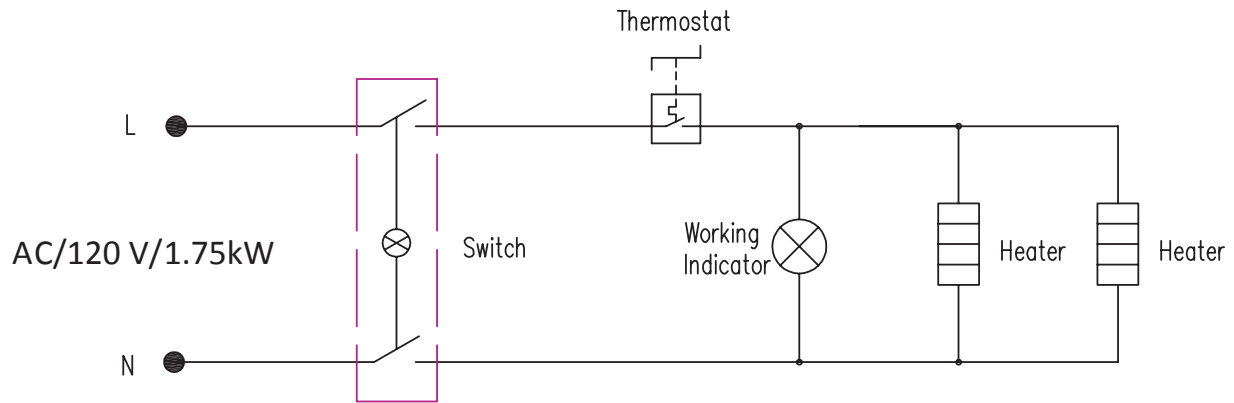 Thermostat
L
AC/120 V/1.75kW
Switch
Working
Indicator
Heater
Heater
N